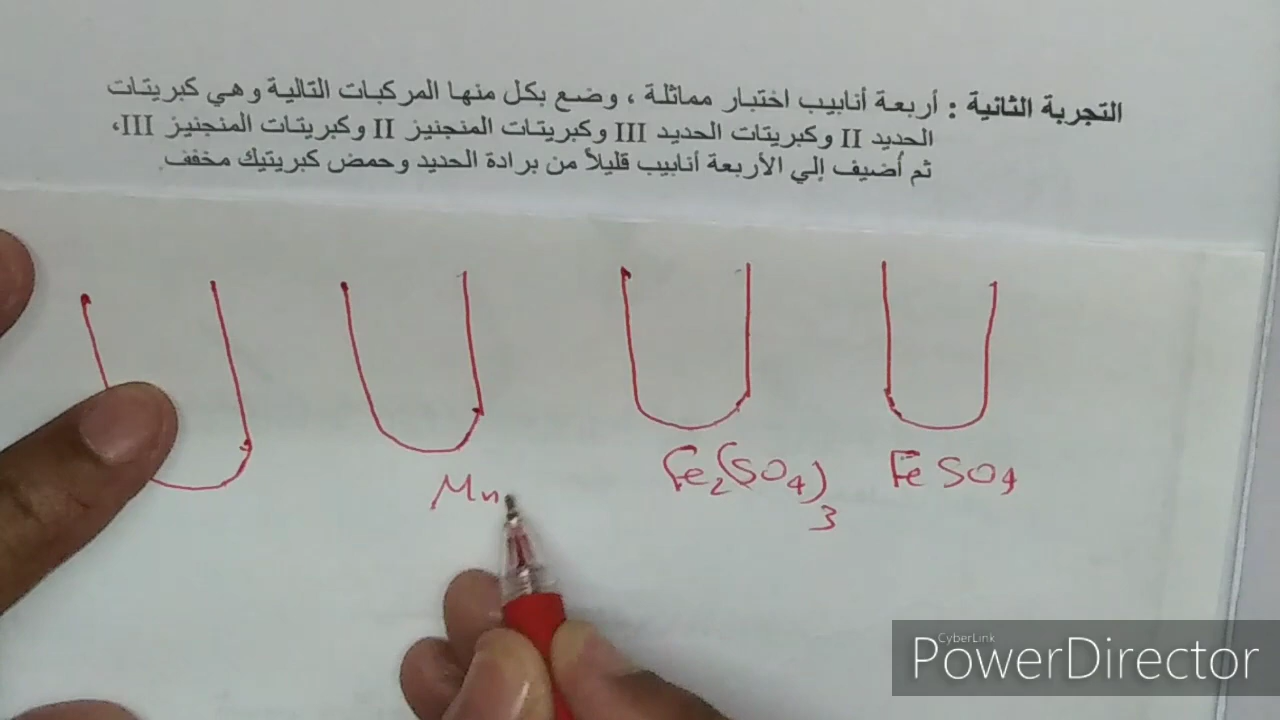 التجربة الثانية : أربعة أنابيب اختبار مماثلة ، وضع بكل منها المركبات التالية وهي كبريتات
الحديد II وكبريتات الحديد III وكبريتات المنجنيز II وكبريتات المنجنيز III،
ثم أُضيف إلي الأربعة أنابيب قليلاً من برادة الحديد وحمض كبريتيك مخفف.
Mn
Fe₂(SO₄)₃
FeSO₄
CyberLink
PowerDirector